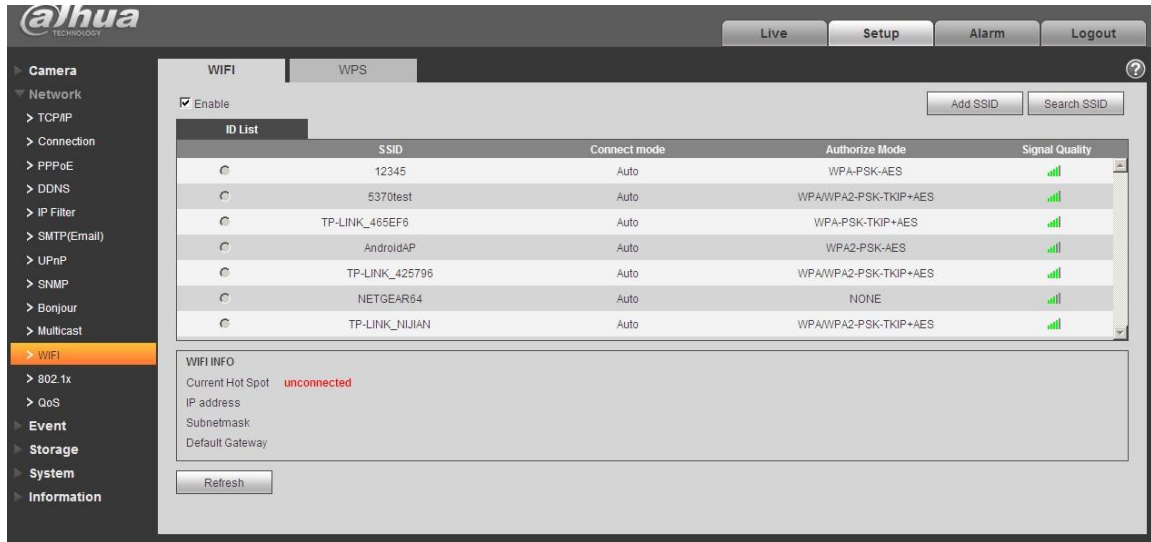 alhua
TECHNOLOGY
Live Setup Alarm Logout
Camera
Network
TCP/IP
Connection
PPPoE
DDNS
IP Filter
SMTP(Email)
UPnP
SNMP
Bonjour
Multicast
WIFI
802.1x
QoS
Event
Storage
System
Information
WIFI WPS ?
Enable Add SSID Search SSID
ID List
SSID Connect mode Authorize Mode Signal Quality
12345 Auto WPA-PSK-AES
5370test Auto WPA/WPA2-PSK-TKIP+AES
TP-LINK_465EF6 Auto WPA-PSK-TKIP+AES
AndroidAP Auto WPA2-PSK-AES
TP-LINK_425796 Auto WPA/WPA2-PSK-TKIP+AES
NETGEAR64 Auto NONE
TP-LINK_NIJIAN Auto WPA/WPA2-PSK-TKIP+AES
WIFI INFO
Current Hot Spot unconnected
IP address
Subnetmask
Default Gateway
Refresh